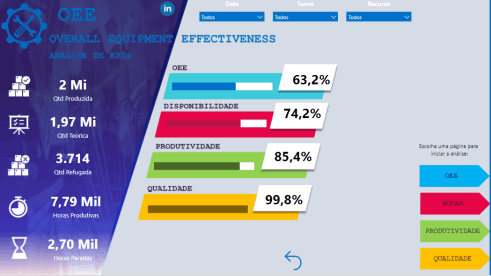 OEE
in
Data
Turno
Recurso
Todos
Todos
Todos
OVERALL EQUIPMENT EFFECTIVENESS
ANÁLISE DE KPIs
2 Mi
Qtd Produzida
1,97 Mi
Qtd Teorica
3.714
Qtd Refugada
7,79 Mil
Horas Produtivas
2,70 Mil
Horas Paradas
OEE
63,2%
DISPONIBILIDADE
74,2%
PRODUTIVIDADE
85,4%
QUALIDADE
99,8%
Escolha uma página para
iniciar a análise:
OEE
HORAS
PRODUTIVIDADE
QUALIDADE